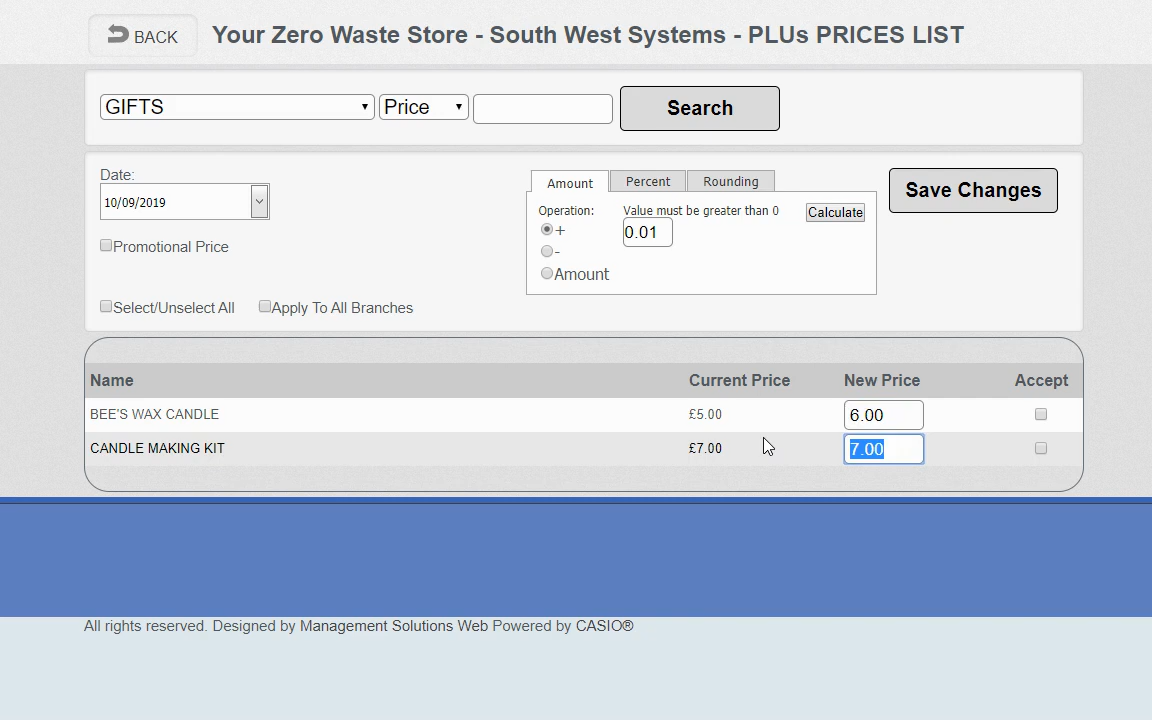 BACK
Your Zero Waste Store - South West Systems - PLUs PRICES LIST
GIFTS Price Search
Date:
10/09/2019
Promotional Price
Select/Unselect All Apply To All Branches
Amount Percent Rounding
Operation: Value must be greater than 0 Calculate
+ 0.01
-
Amount
Save Changes
Name Current Price New Price Accept
BEE'S WAX CANDLE £5.00 6.00
CANDLE MAKING KIT £7.00 7.00
All rights reserved. Designed by Management Solutions Web Powered by CASIO®